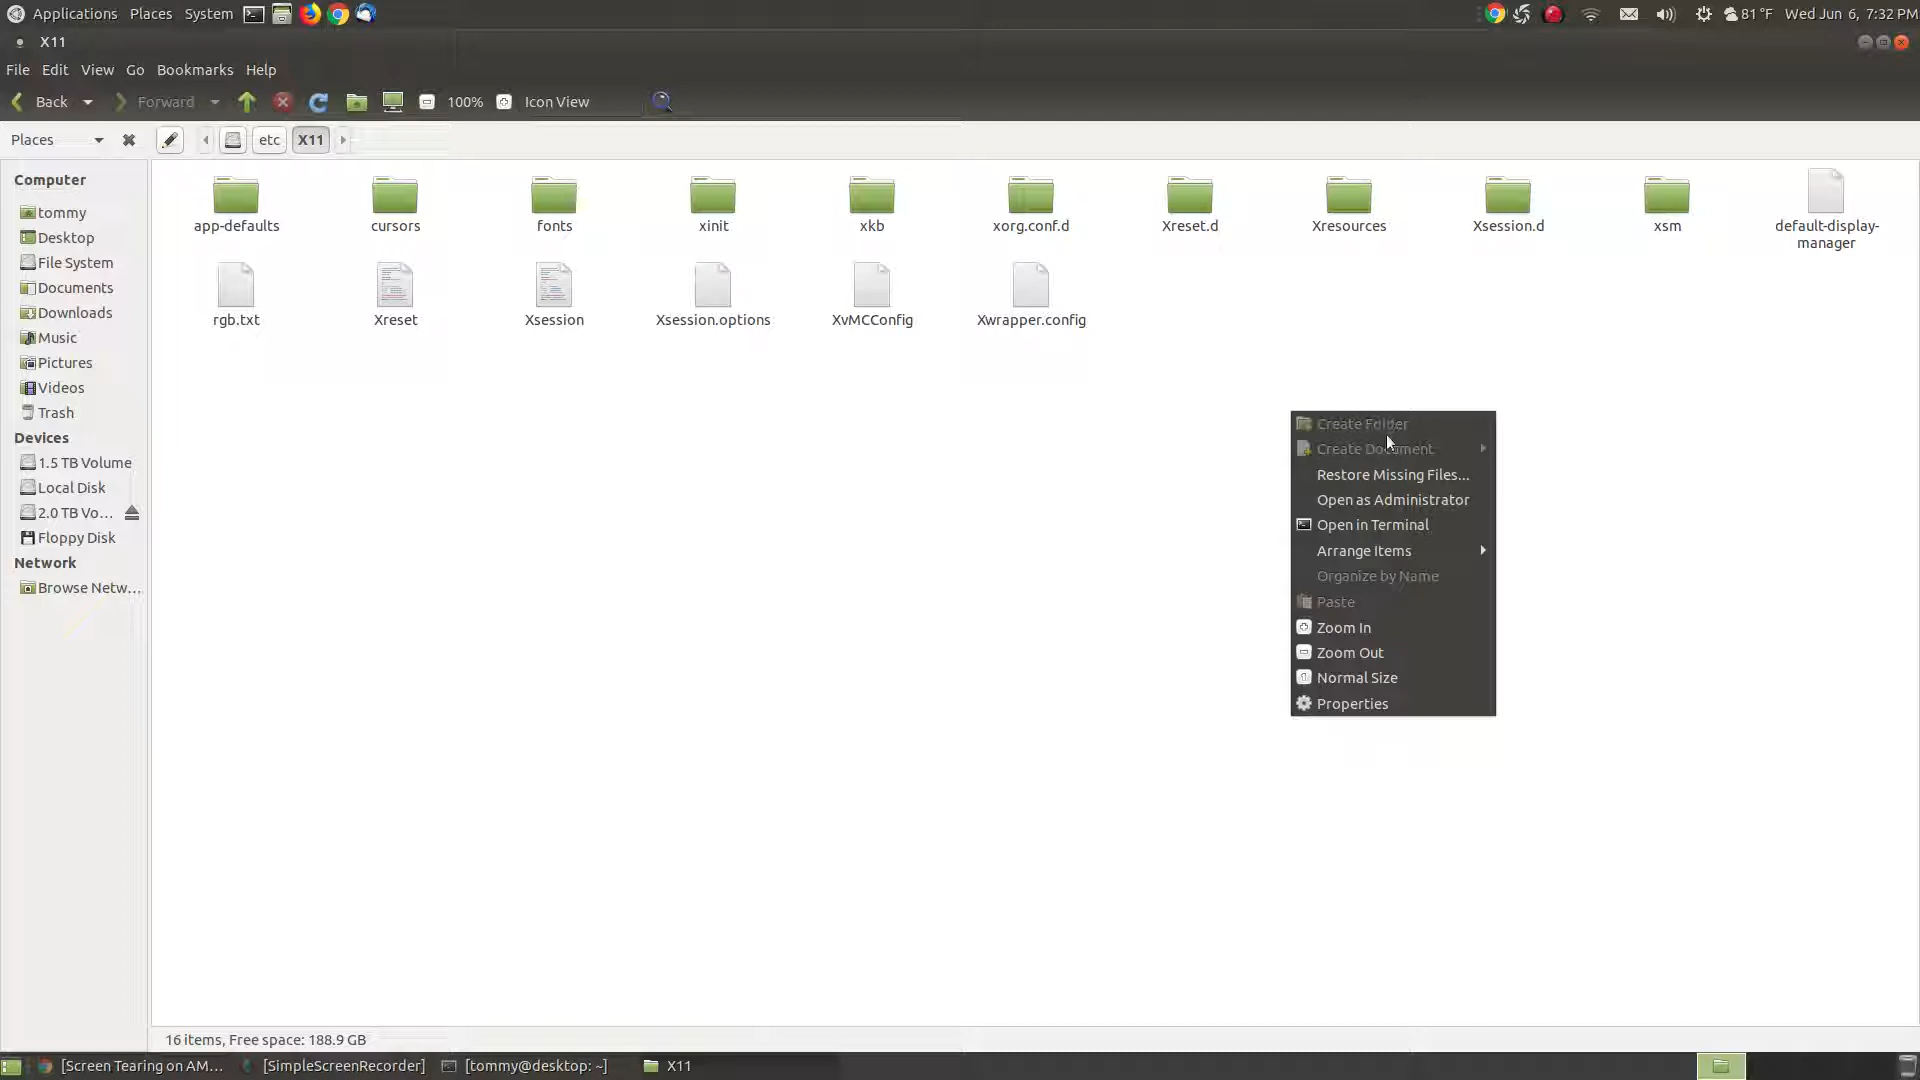 Applications Places System 81 °F Wed Jun 6, 7:32 PM
X11
File Edit View Go Bookmarks Help
Back Forward 100% Icon View
Places etc X11
Computer
tommy
Desktop
File System
Documents
Downloads
Music
Pictures
Videos
Trash
Devices
1.5 TB Volume
Local Disk
2.0 TB Vo...
Floppy Disk
Network
Browse Netw...
app-defaults cursors fonts xinit xkb xorg.conf.d Xreset.d Xresources Xsession.d xsm default-display-
manager
rgb.txt Xreset Xsession Xsession.options XvMCConfig Xwrapper.config
Create Folder
Create Document
Restore Missing Files...
Open as Administrator
Open in Terminal
Arrange Items
Organize by Name
Paste
Zoom In
Zoom Out
Normal Size
Properties
16 items, Free space: 188.9 GB
[Screen Tearing on AM... [SimpleScreenRecorder] [tommy@desktop: ~] X11